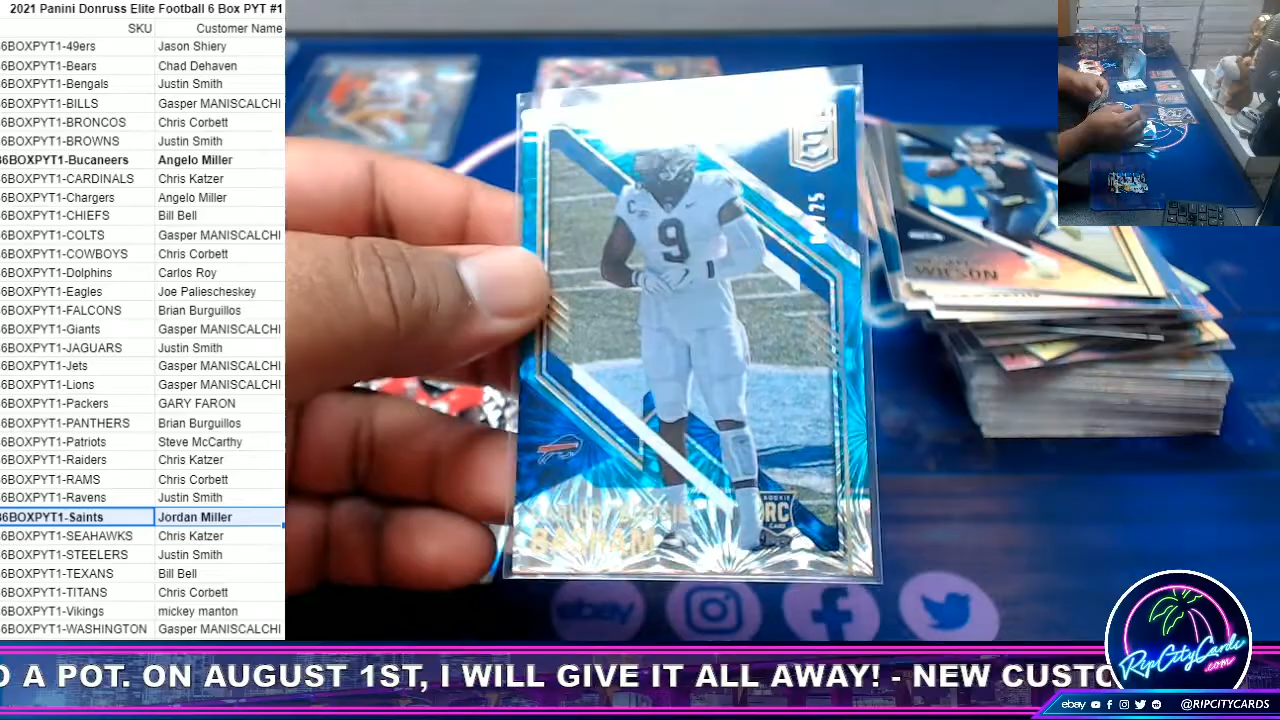 2021 Panini Donruss Elite Football 6 Box PYT #1
SKU Customer Name
6BOXPYT1-49ers Jason Shiery
6BOXPYT1-Bears Chad Dehaven
6BOXPYT1-Bengals Justin Smith
6BOXPYT1-BILLS Gasper MANISCALCHI
6BOXPYT1-BRONCOS Chris Corbett
6BOXPYT1-BROWNS Justin Smith
6BOXPYT1-Bucaneers Angelo Miller
6BOXPYT1-CARDINALS Chris Katzer
6BOXPYT1-Chargers Angelo Miller
6BOXPYT1-CHIEFS Bill Bell
6BOXPYT1-COLTS Gasper MANISCALCHI
6BOXPYT1-COWBOYS Chris Corbett
6BOXPYT1-Dolphins Carlos Roy
6BOXPYT1-Eagles Joe Paliescheskey
6BOXPYT1-FALCONS Brian Burguillos
6BOXPYT1-Giants Gasper MANISCALCHI
6BOXPYT1-JAGUARS Justin Smith
6BOXPYT1-Jets Gasper MANISCALCHI
6BOXPYT1-Lions Gasper MANISCALCHI
6BOXPYT1-Packers GARY FARON
6BOXPYT1-PANTHERS Brian Burguillos
6BOXPYT1-Patriots Steve McCarthy
6BOXPYT1-Raiders Chris Katzer
6BOXPYT1-RAMS Chris Corbett
6BOXPYT1-Ravens Justin Smith
6BOXPYT1-Saints Jordan Miller
6BOXPYT1-SEAHAWKS Chris Katzer
6BOXPYT1-STEELERS Justin Smith
6BOXPYT1-TEXANS Bill Bell
6BOXPYT1-TITANS Chris Corbett
6BOXPYT1-Vikings mickey manton
6BOXPYT1-WASHINGTON Gasper MANISCALCHI
C
9
BASHAM
ROOKIE
RC
CARD
WILSON
ebay
A POT. ON AUGUST 1ST, I WILL GIVE IT ALL AWAY! - NEW CUSTO
RipCityCards
.com
ebay @RIPCITYCARDS